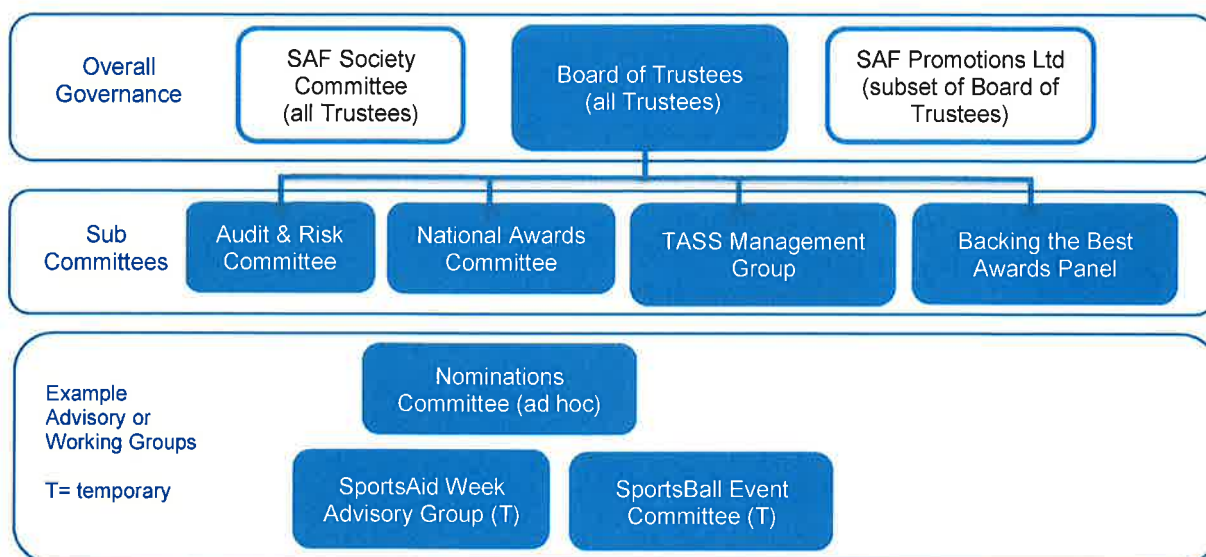 Overall
Governance
SAF Society
Committee
(all Trustees)
Board of Trustees
(all Trustees)
SAF Promotions Ltd
(subset of Board of
Trustees)
Sub
Committees
Audit & Risk
Committee
National Awards
Committee
TASS Management
Group
Backing the Best
Awards Panel
Example
Advisory or
Working Groups
T= temporary
Nominations
Committee (ad hoc)
SportsAid Week
Advisory Group (T)
SportsBall Event
Committee (T)